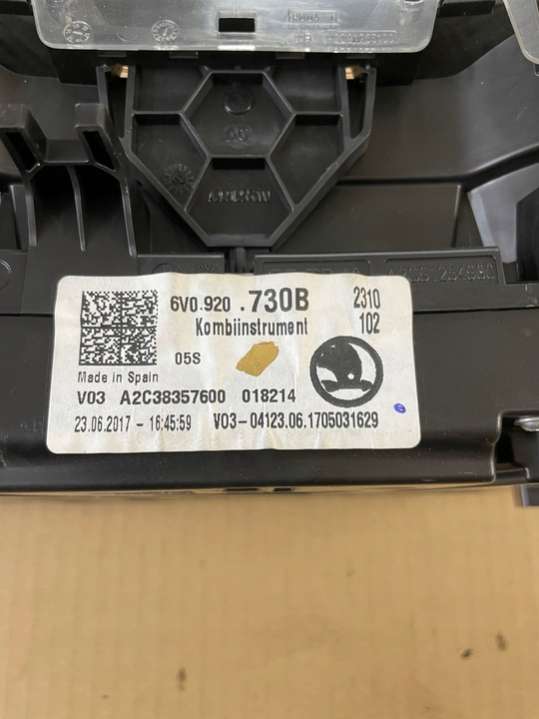 6V0.920 .730B 2310
Kombiinstrument 102
05S
Made in Spain
V03 A2C38357600 018214
23.06.2017 - 16:45:59 V03-04123.06.1705031629